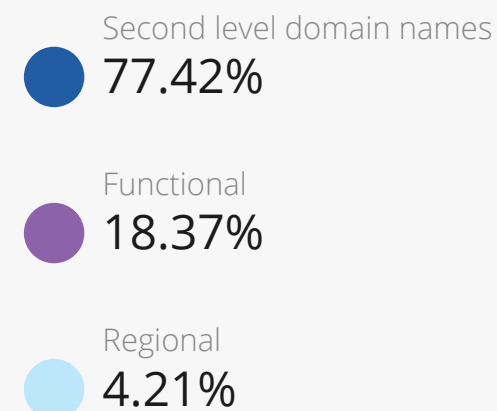 Second level domain names
77.42%
Functional
18.37%
Regional
4.21%